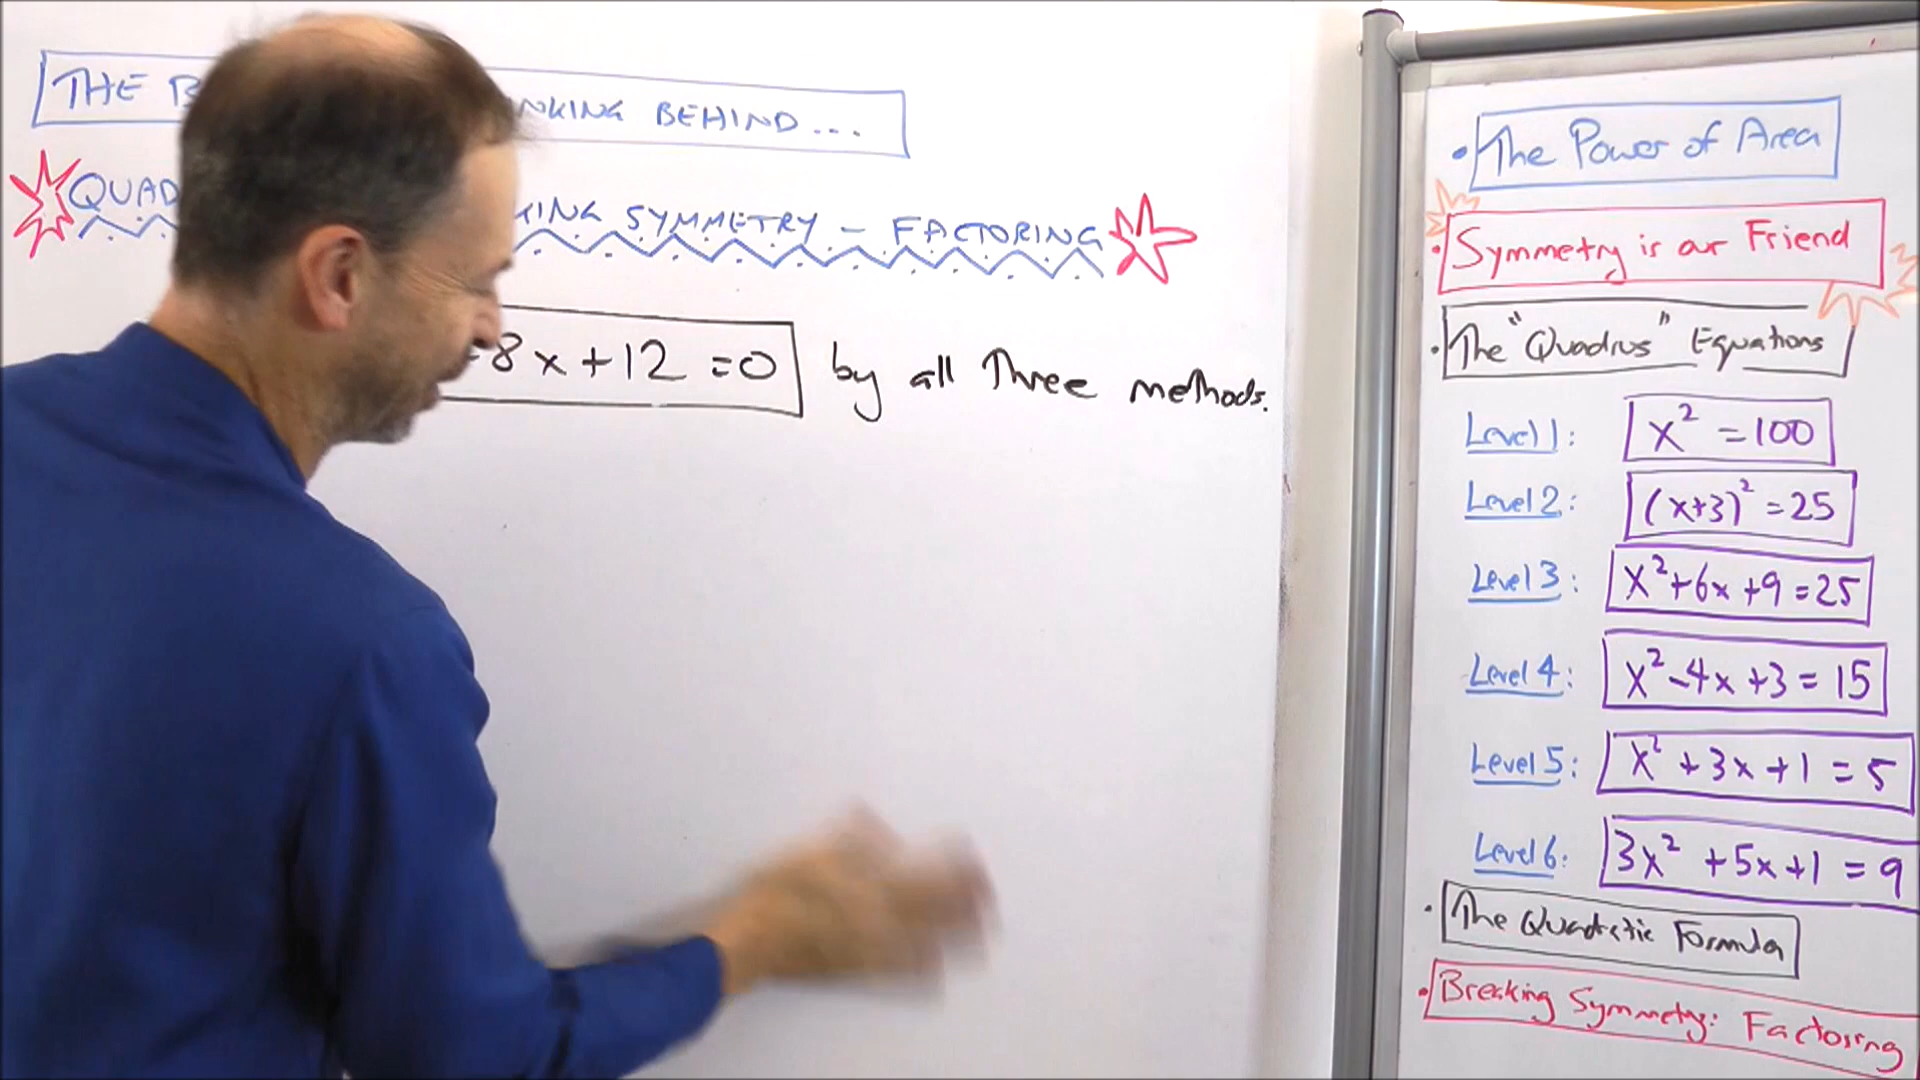 THE B
NKING BEHIND...
QUAD
KING SYMMETRY - FACTORING
-8x+12 =0 by all Three methods.
• The Power of Area
• Symmetry is our Friend
• The "Quadrus" Equations
Level 1: x² = 100
Level 2: (x+3)² = 25
Level 3: x²+6x+9=25
Level 4: x²-4x+3=15
Level 5: x²+3x+1=5
Level 6: 3x²+5x+1=9
• The Quadratic Formula
• Breaking Symmetry: Factoring